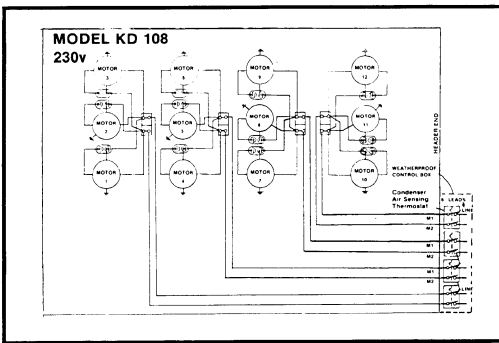 MODEL KD 108
230v
MOTOR
3
MOTOR
MOTOR
9
MOTOR
12
MOTOR
2
MOTOR
5
MOTOR
8
MOTOR
11
MOTOR
1
MOTOR
4
MOTOR
7
MOTOR
10
HEADER END
WEATHERPROOF
CONTROL BOX
Condenser
Air Sensing
Thermostat
LEADS
LINE
M1
M2
M1
M2
M1
M2
LINE
M1
M2